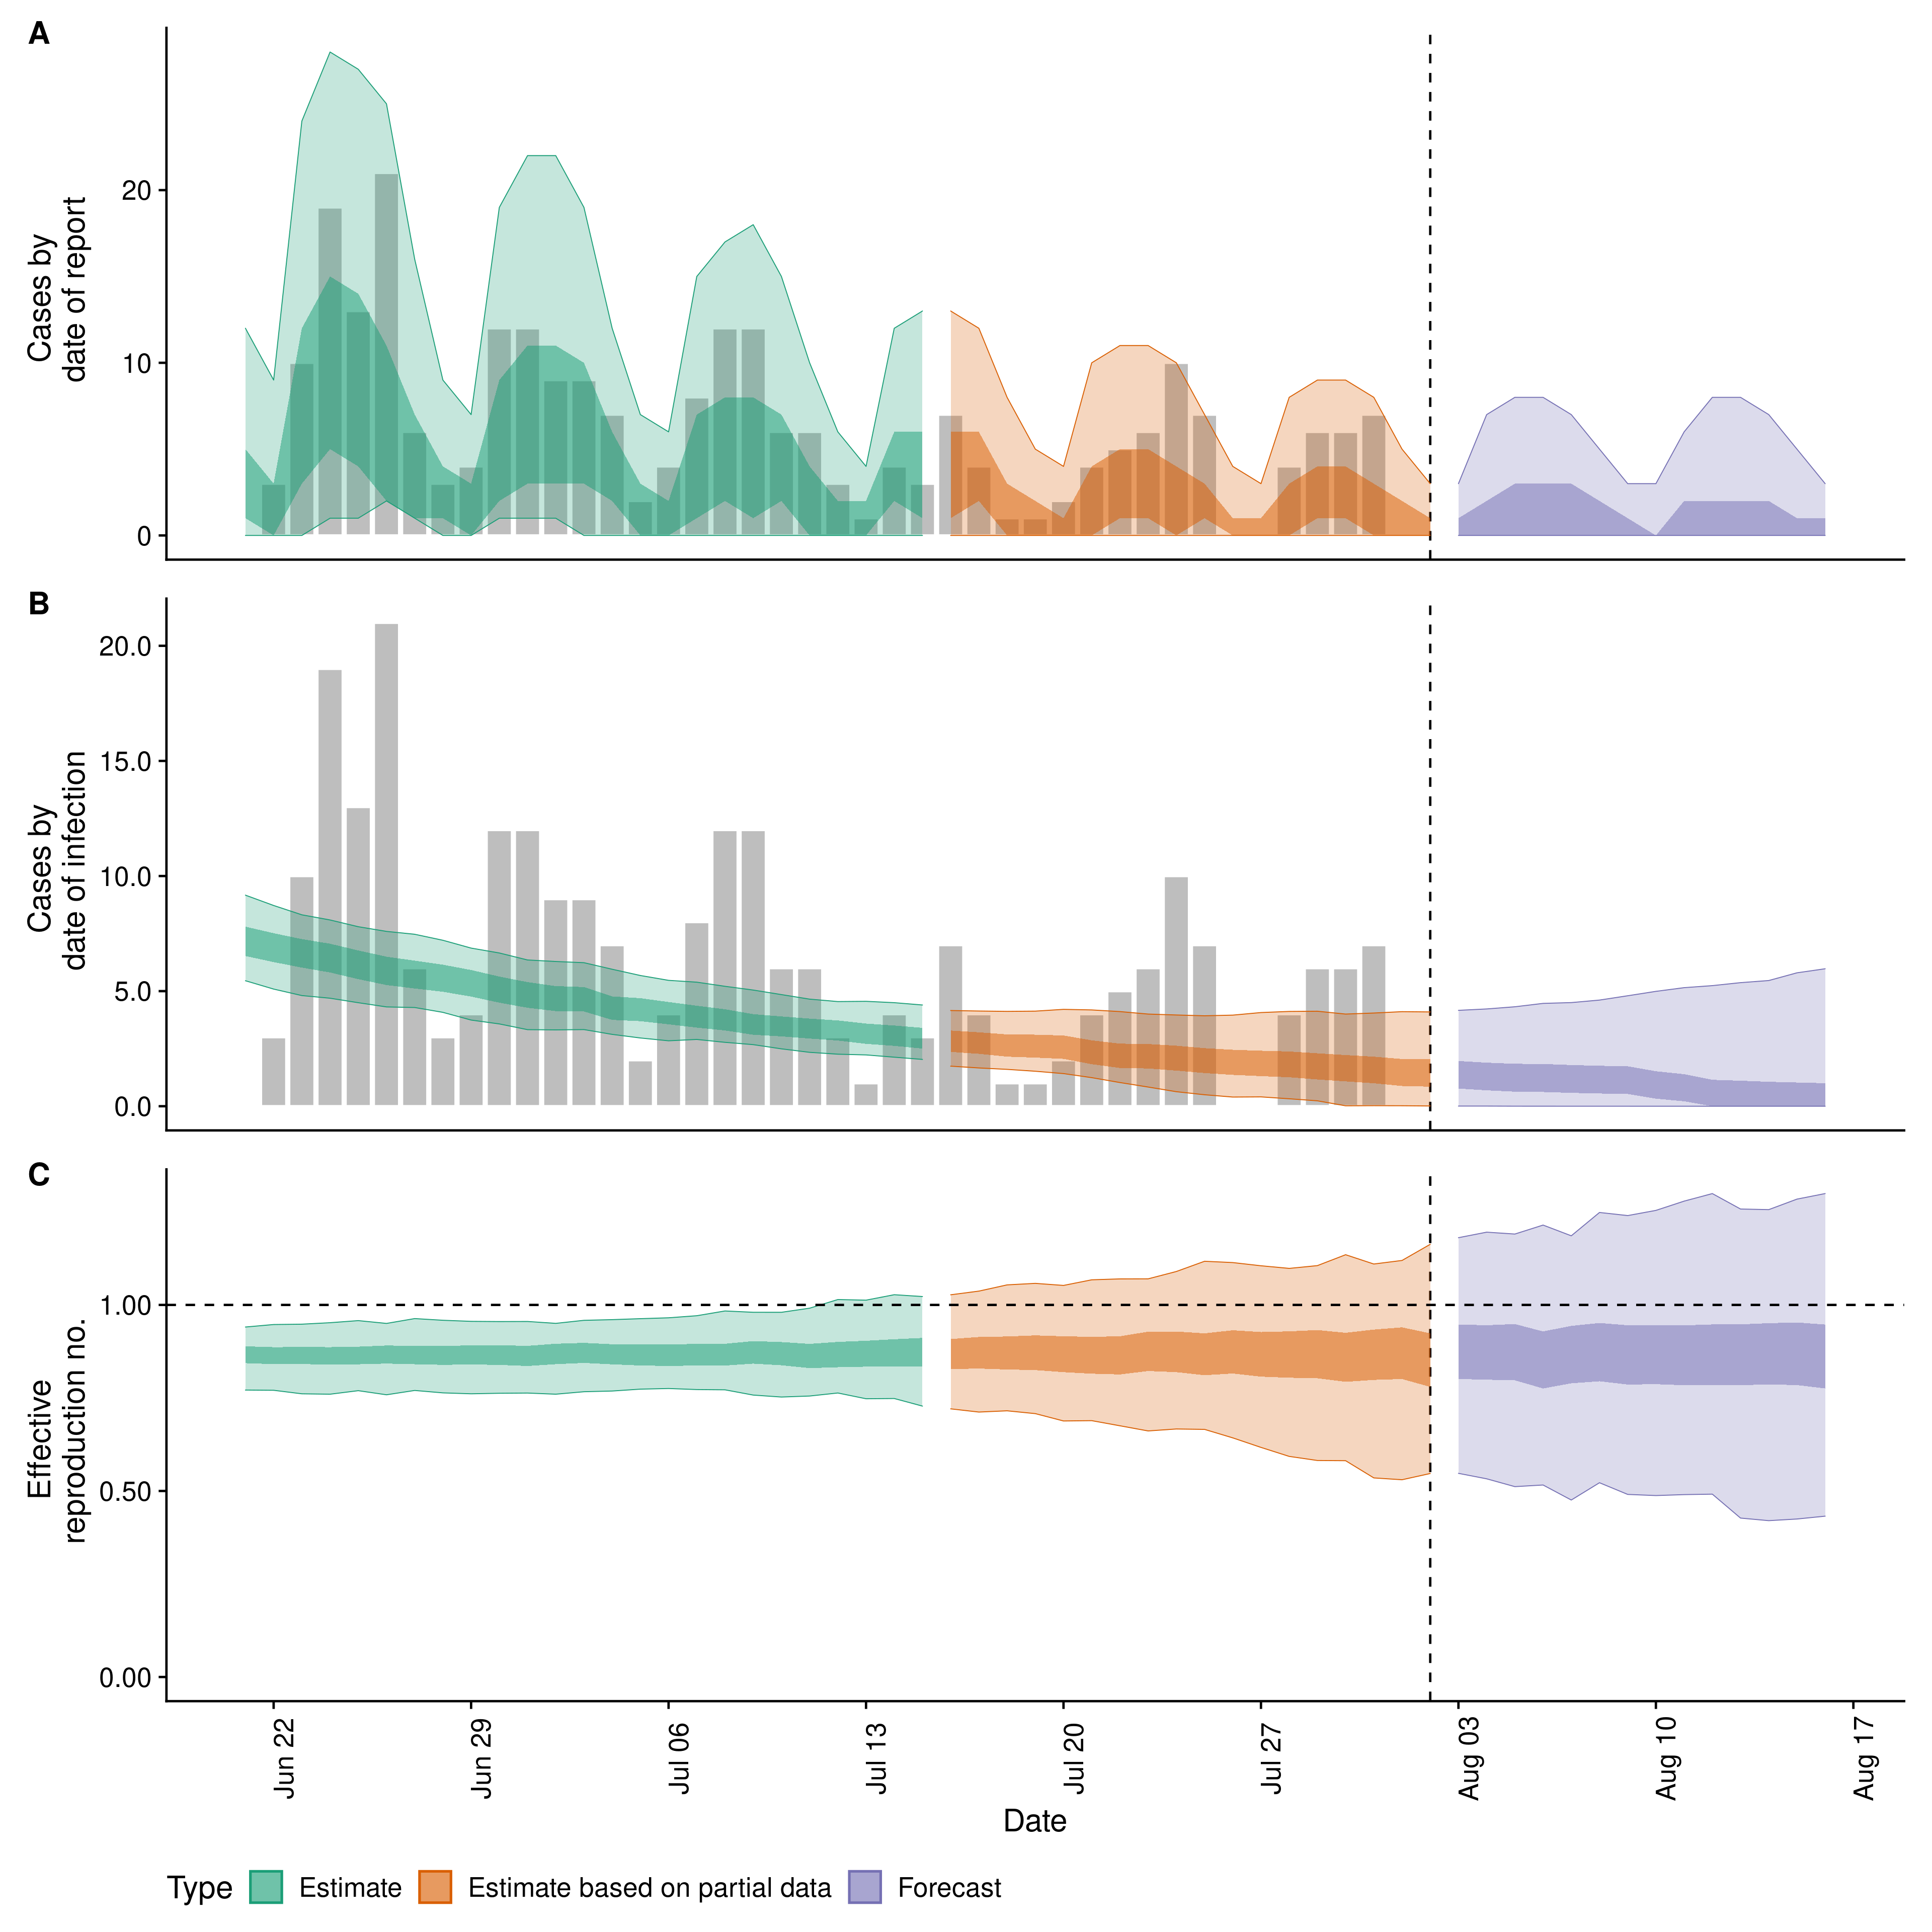 A
Cases by
date of report
20
10
0
B
Cases by
date of infection
20.0
15.0
10.0
5.0
0.0
C
Effective
reproduction no.
1.00
0.50
0.00
Jun 22
Jun 29
Jul 06
Jul 13
Jul 20
Jul 27
Aug 03
Aug 10
Aug 17
Date
Type Estimate Estimate based on partial data Forecast